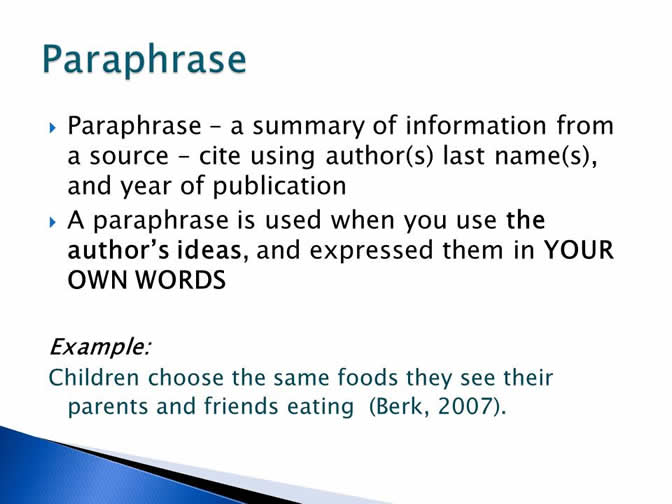 Paraphrase
Paraphrase – a summary of information from
a source – cite using author(s) last name(s),
and year of publication
A paraphrase is used when you use the
author's ideas, and expressed them in YOUR
OWN WORDS
Example:
Children choose the same foods they see their
parents and friends eating (Berk, 2007).